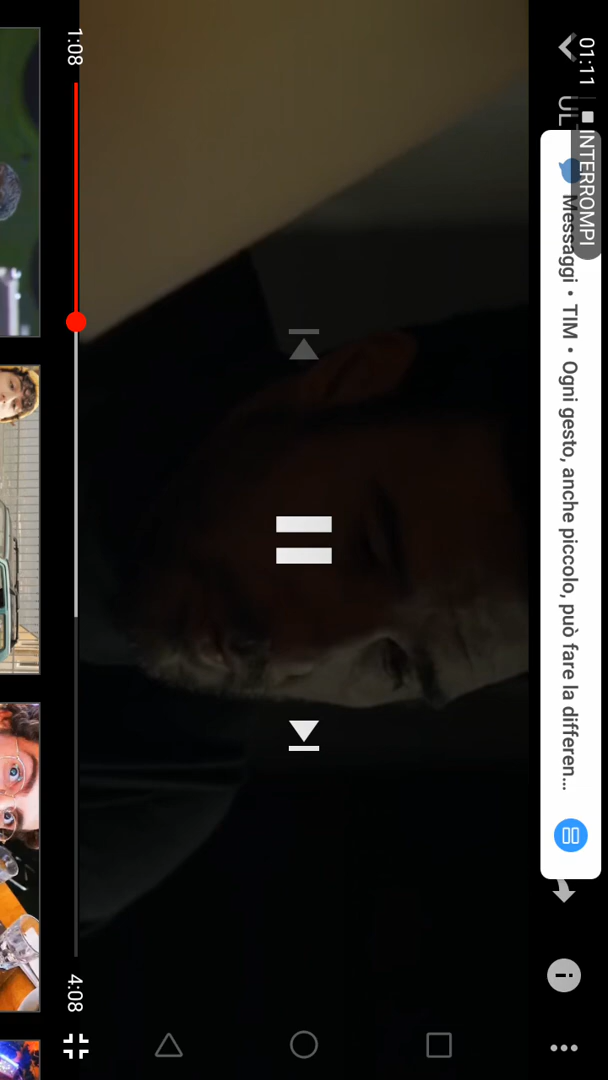 01:11
INTERROMPI
Messaggi • TIM • Ogni gesto, anche piccolo, può fare la differen...
1:08
4:08